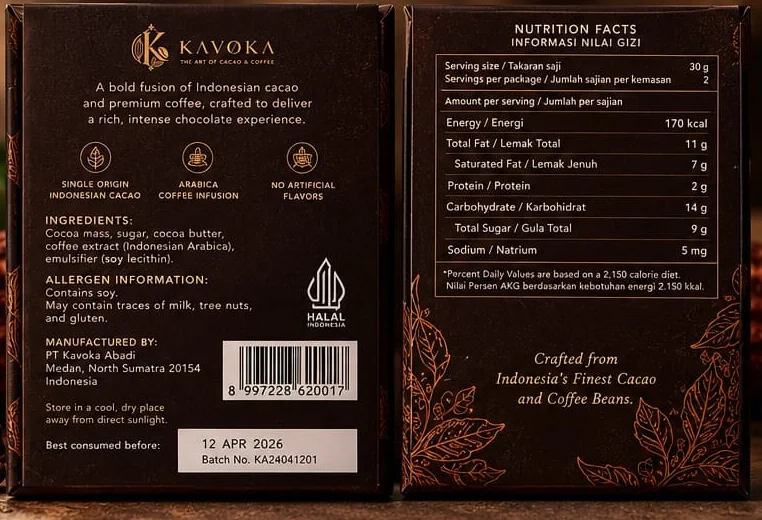 KAVØKA
THE ART OF CACAO & COFFEE
A bold fusion of Indonesian cacao
and premium coffee, crafted to deliver
a rich, intense chocolate experience.
SINGLE ORIGIN
INDONESIAN CACAO
ARABICA
COFFEE INFUSION
NO ARTIFICIAL
FLAVORS
INGREDIENTS:
Cocoa mass, sugar, cocoa butter,
coffee extract (Indonesian Arabica),
emulsifier (soy lecithin).
ALLERGEN INFORMATION:
Contains soy.
May contain traces of milk, tree nuts,
and gluten.
HALAL
INDONESIA
MANUFACTURED BY:
PT Kavoka Abadi
Medan, North Sumatra 20154
Indonesia
8 997228 620017
Store in a cool, dry place
away from direct sunlight.
Best consumed before:
12 APR 2026
Batch No. KA24041201
NUTRITION FACTS
INFORMASI NILAI GIZI
Serving size / Takaran saji 30 g
Servings per package / Jumlah sajian per kemasan 2
Amount per serving / Jumlah per sajian
Energy / Energi 170 kcal
Total Fat / Lemak Total 11 g
Saturated Fat / Lemak Jenuh 7 g
Protein / Protein 2 g
Carbohydrate / Karbohidrat 14 g
Total Sugar / Gula Total 9 g
Sodium / Natrium 5 mg
*Percent Daily Values are based on a 2,150 calorie diet.
Nilai Persen AKG berdasarkan kebotuhan energi 2.150 kkal.
Crafted from
Indonesia's Finest Cacao
and Coffee Beans.